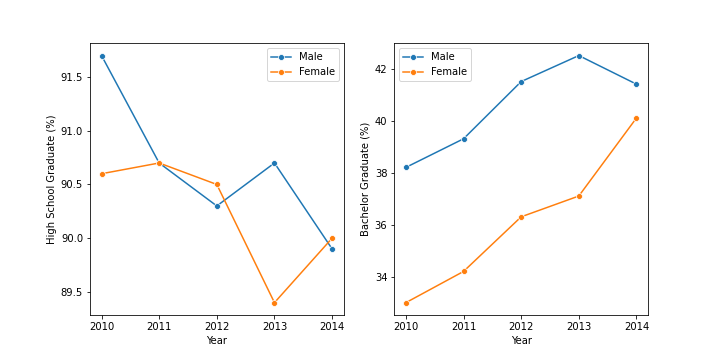 Male
Female
91.5
91.0
90.5
90.0
89.5
High School Graduate (%)
2010 2011 2012 2013 2014
Year
Male
Female
42
40
38
36
34
Bachelor Graduate (%)
2010 2011 2012 2013 2014
Year